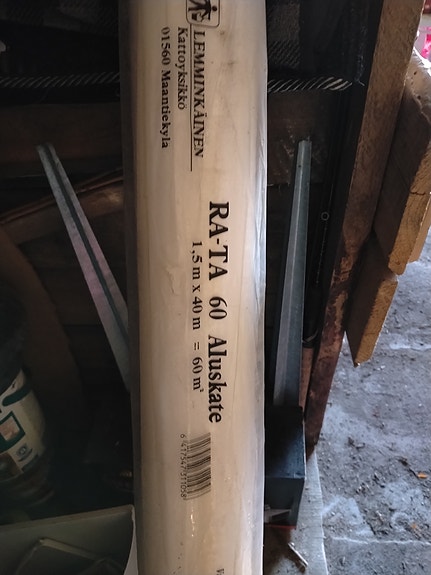 LEMMINKÄINEN
Kattoyksikkö
01560 Maantiekylä
RA-TA 60 Aluskate
1,5 m x 40 m = 60 m²